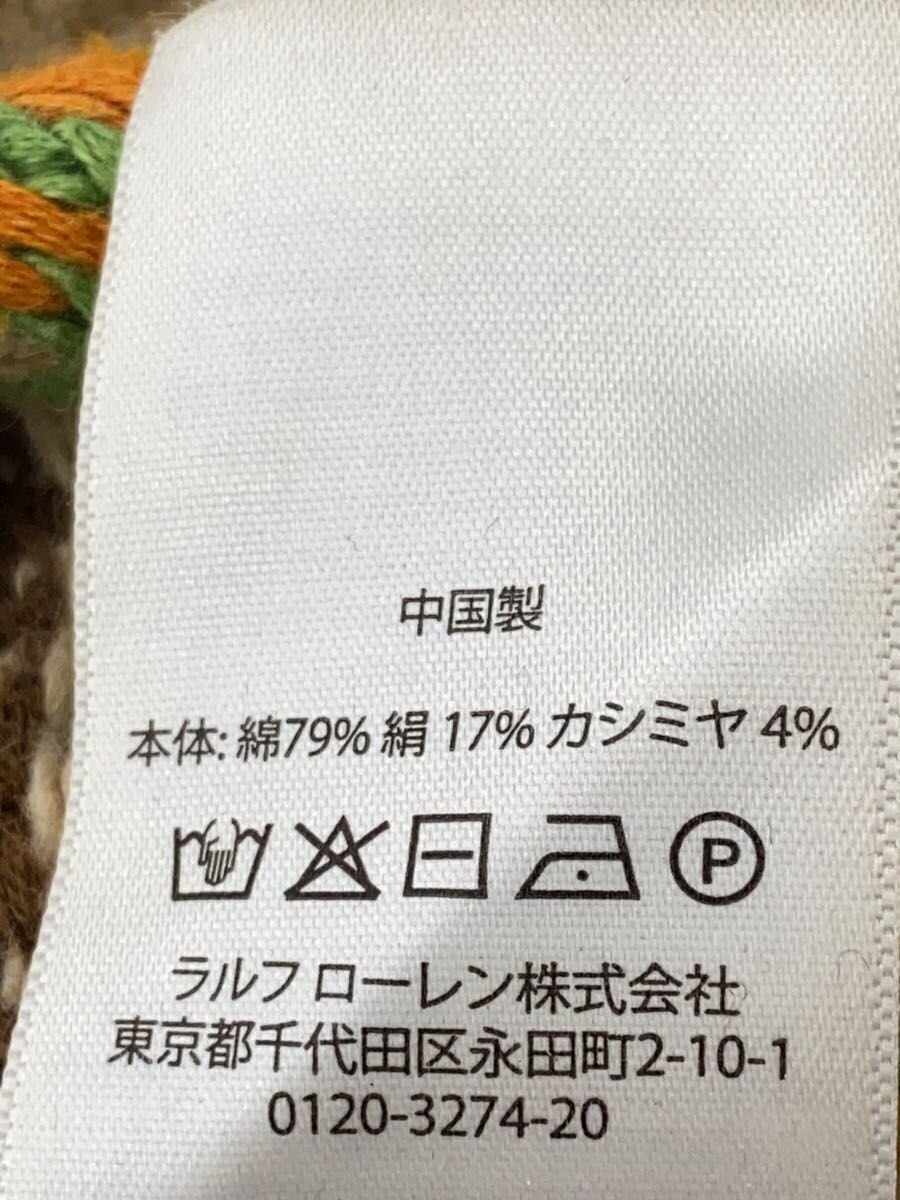 中国製
本体: 綿79% 絹 17% カシミヤ 4%
P
ラルフ ローレン株式会社
東京都千代田区永田町2-10-1
0120-3274-20